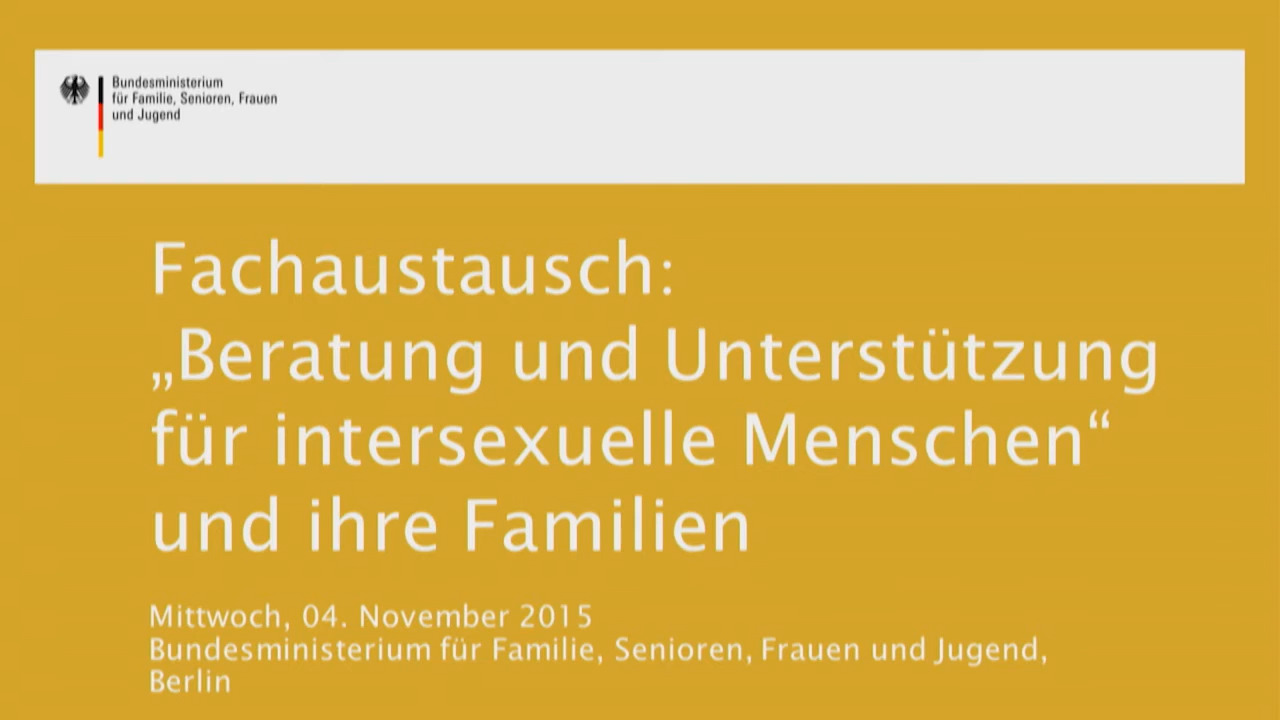 Bundesministerium
für Familie, Senioren, Frauen
und Jugend
Fachaustausch:
„Beratung und Unterstützung
für intersexuelle Menschen“
und ihre Familien
Mittwoch, 04. November 2015
Bundesministerium für Familie, Senioren, Frauen und Jugend,
Berlin